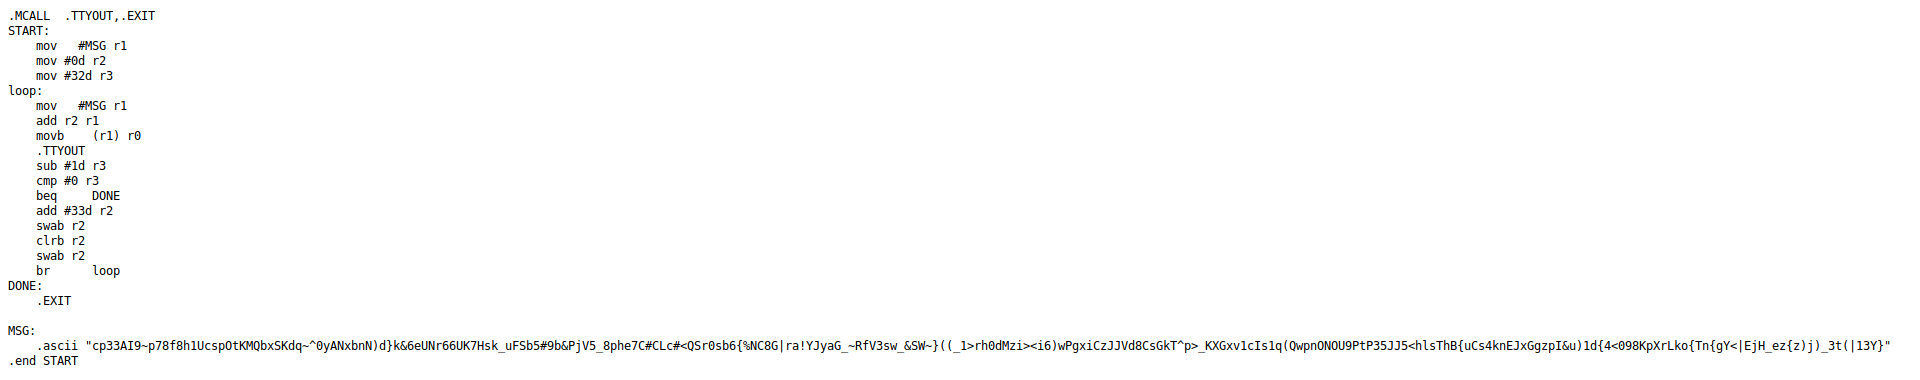 .MCALL  .TTYOUT,.EXIT
START:
    mov   #MSG r1
    mov #0d r2
    mov #32d r3
loop:
    mov   #MSG r1
    add r2 r1
    movb    (r1) r0
    .TTYOUT
    sub #1d r3
    cmp #0 r3
    beq     DONE
    add #33d r2
    swab r2
    clrb r2
    swab r2
    br      loop
DONE:
    .EXIT

MSG:
    .ascii "cp33AI9~p78f8h1UcspOtKMQbxSKdq~^0yANxbnN)d}k&6eUNr66UK7Hsk_uFSb5#9b&PjV5_8phe7C#CLc#<QSr0sb6{%NC8G|ra!YJyaG_~RfV3sw_&SW~}((_1>rh0dMzi><i6)wPgxiCzJJVd8CsGkT^p>_KXGxv1cIs1q(QwpnONOU9PtP35JJ5<hlsThB{uCs4knEJxGgzpI&u)1d{4<098KpXrLko{Tn{gY<|EjH_ez{z)j)_3t(|13Y}"
.end START